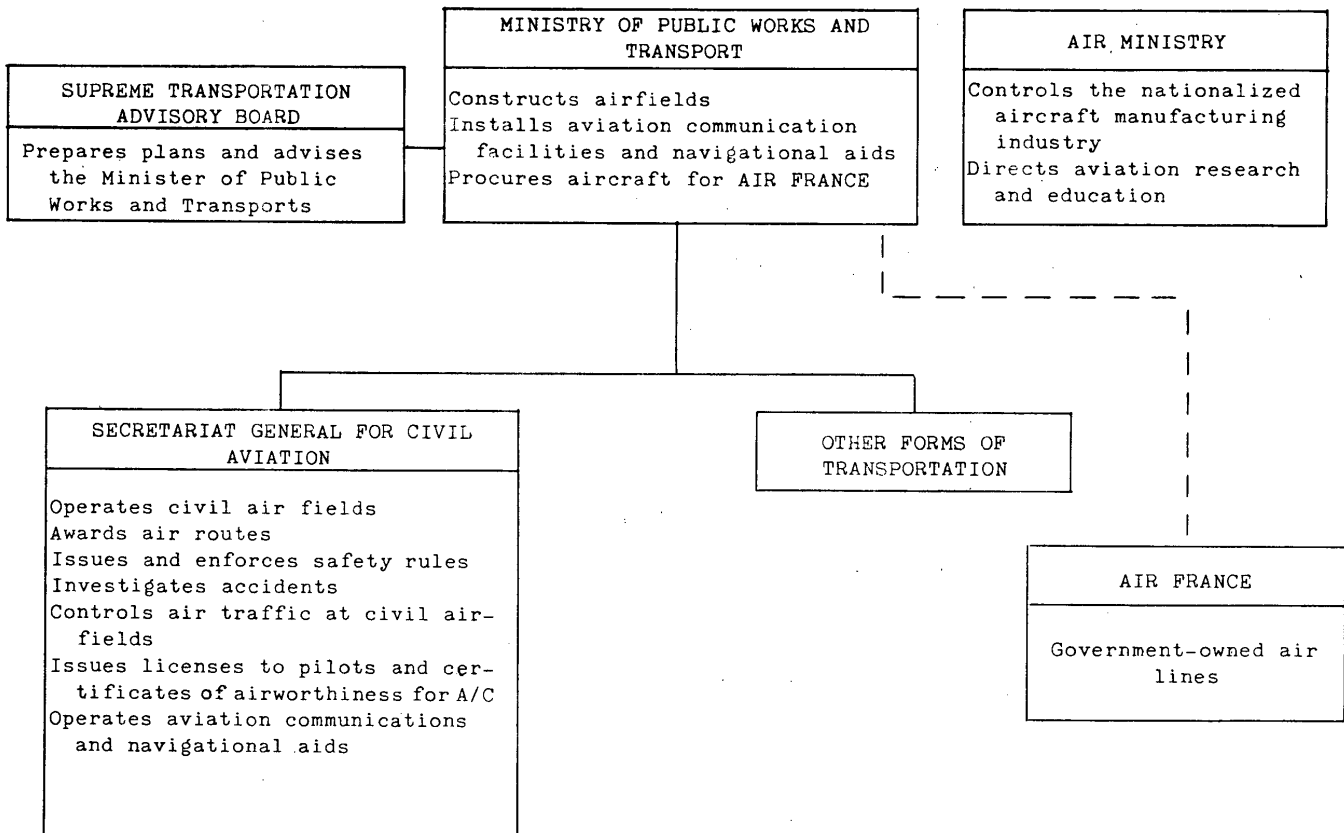 MINISTRY OF PUBLIC WORKS AND
TRANSPORT
Constructs airfields
Installs aviation communication
facilities and navigational aids
Procures aircraft for AIR FRANCE
AIR MINISTRY
Controls the nationalized
aircraft manufacturing
industry
Directs aviation research
and education
SUPREME TRANSPORTATION
ADVISORY BOARD
Prepares plans and advises
the Minister of Public
Works and Transports
SECRETARIAT GENERAL FOR CIVIL
AVIATION
Operates civil air fields
Awards air routes
Issues and enforces safety rules
Investigates accidents
Controls air traffic at civil air-
fields
Issues licenses to pilots and cer-
tificates of airworthiness for A/C
Operates aviation communications
and navigational aids
OTHER FORMS OF
TRANSPORTATION
AIR FRANCE
Government-owned air
lines